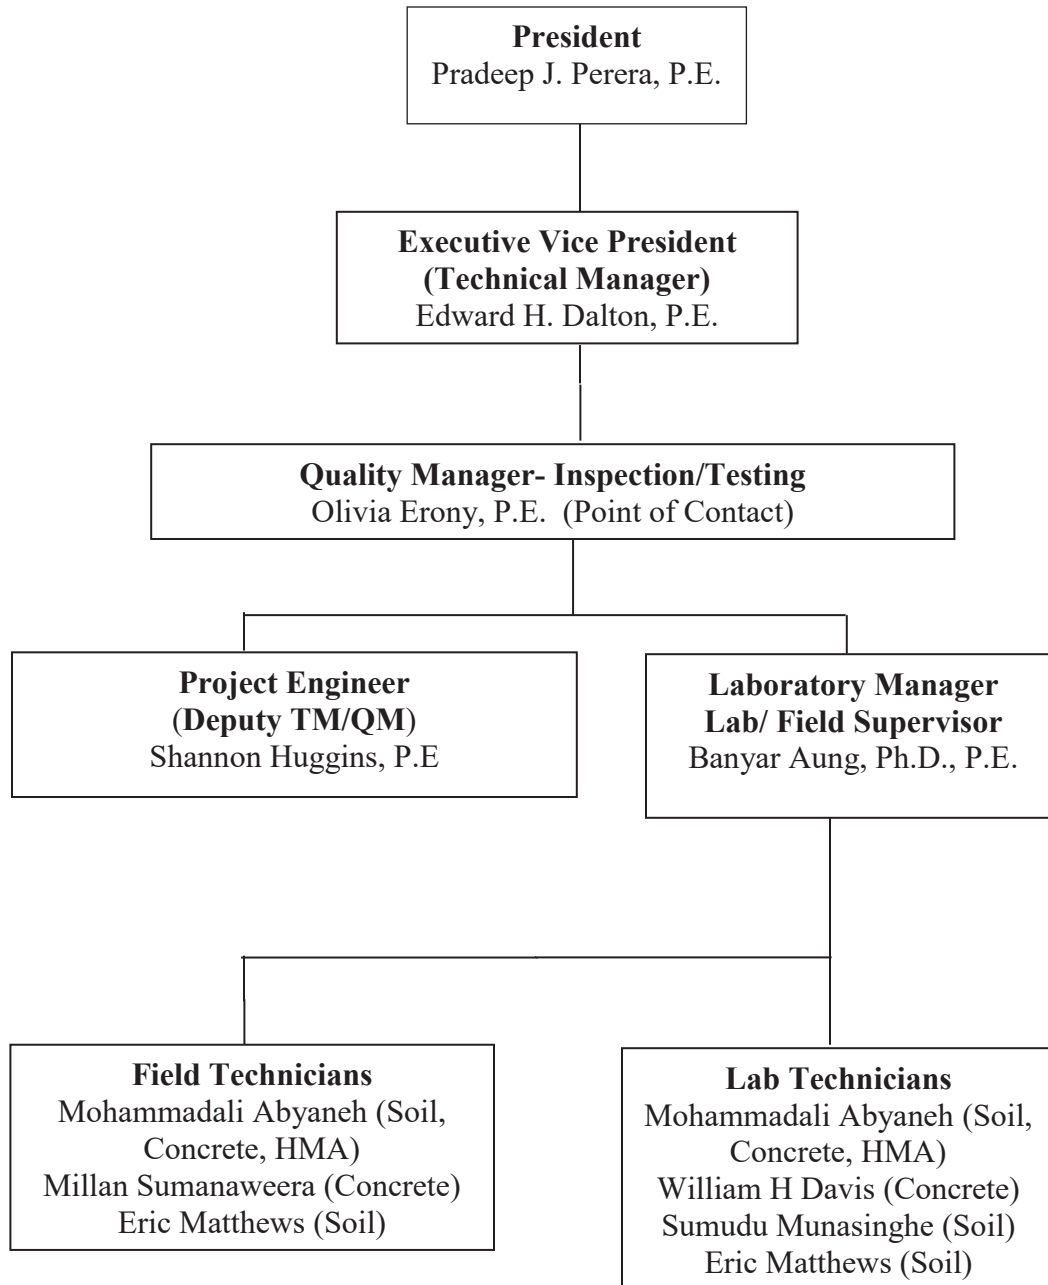 President
Pradeep J. Perera, P.E.
Executive Vice President
(Technical Manager)
Edward H. Dalton, P.E.
Quality Manager- Inspection/Testing
Olivia Erony, P.E.  (Point of Contact)
Project Engineer
(Deputy TM/QM)
Shannon Huggins, P.E
Laboratory Manager
Lab/ Field Supervisor
Banyar Aung, Ph.D., P.E.
Field Technicians
Mohammadali Abyaneh (Soil,
Concrete, HMA)
Millan Sumanaweera (Concrete)
Eric Matthews (Soil)
Lab Technicians
Mohammadali Abyaneh (Soil,
Concrete, HMA)
William H Davis (Concrete)
Sumudu Munasinghe (Soil)
Eric Matthews (Soil)